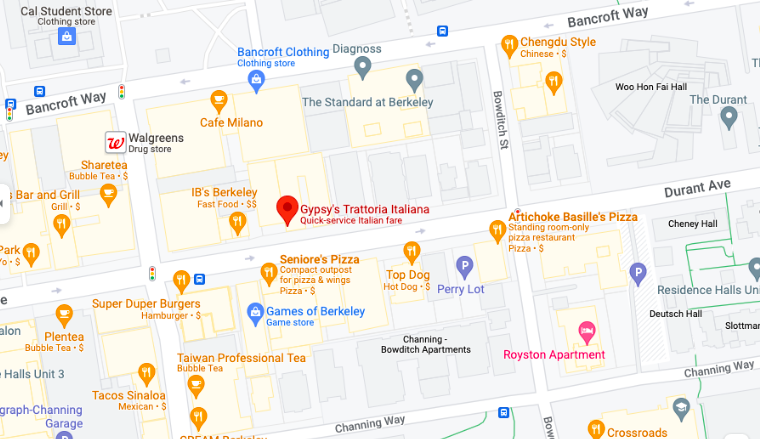 Cal Student Store
Clothing store
Bancroft Way
Bancroft Clothing
Clothing store
Diagnoss
Chengdu Style
Chinese • $
Woo Hon Fai Hall
The Durant
The Standard at Berkeley
Bancroft Way
Cafe Milano
Bowditch St
Walgreens
Drug store
Sharetea
Bubble Tea • $
s Bar and Grill
Grill • $
IB's Berkeley
Fast Food • $$
Gypsy's Trattoria Italiana
Quick-service Italian fare
Durant Ave
Artichoke Basille's Pizza
Standing room-only
pizza restaurant
Pizza • $
Cheney Hall
Park
Yo • $
Seniore's Pizza
Compact outpost
for pizza & wings
Pizza • $
Top Dog
Hot Dog • $
P
Perry Lot
P
Residence Halls Uni
Super Duper Burgers
Hamburger • $
Games of Berkeley
Game store
Deutsch Hall
Slottma
Plentea
Bubble Tea • $
alon
Channing -
Bowditch Apartments
Royston Apartment
e Halls Unit 3
Taiwan Professional Tea
Bubble Tea
Channing Way
Tacos Sinaloa
Mexican • $
graph-Channing
Garage
P
CREAM Berkeley
Channing Way
Bow
Crossroads